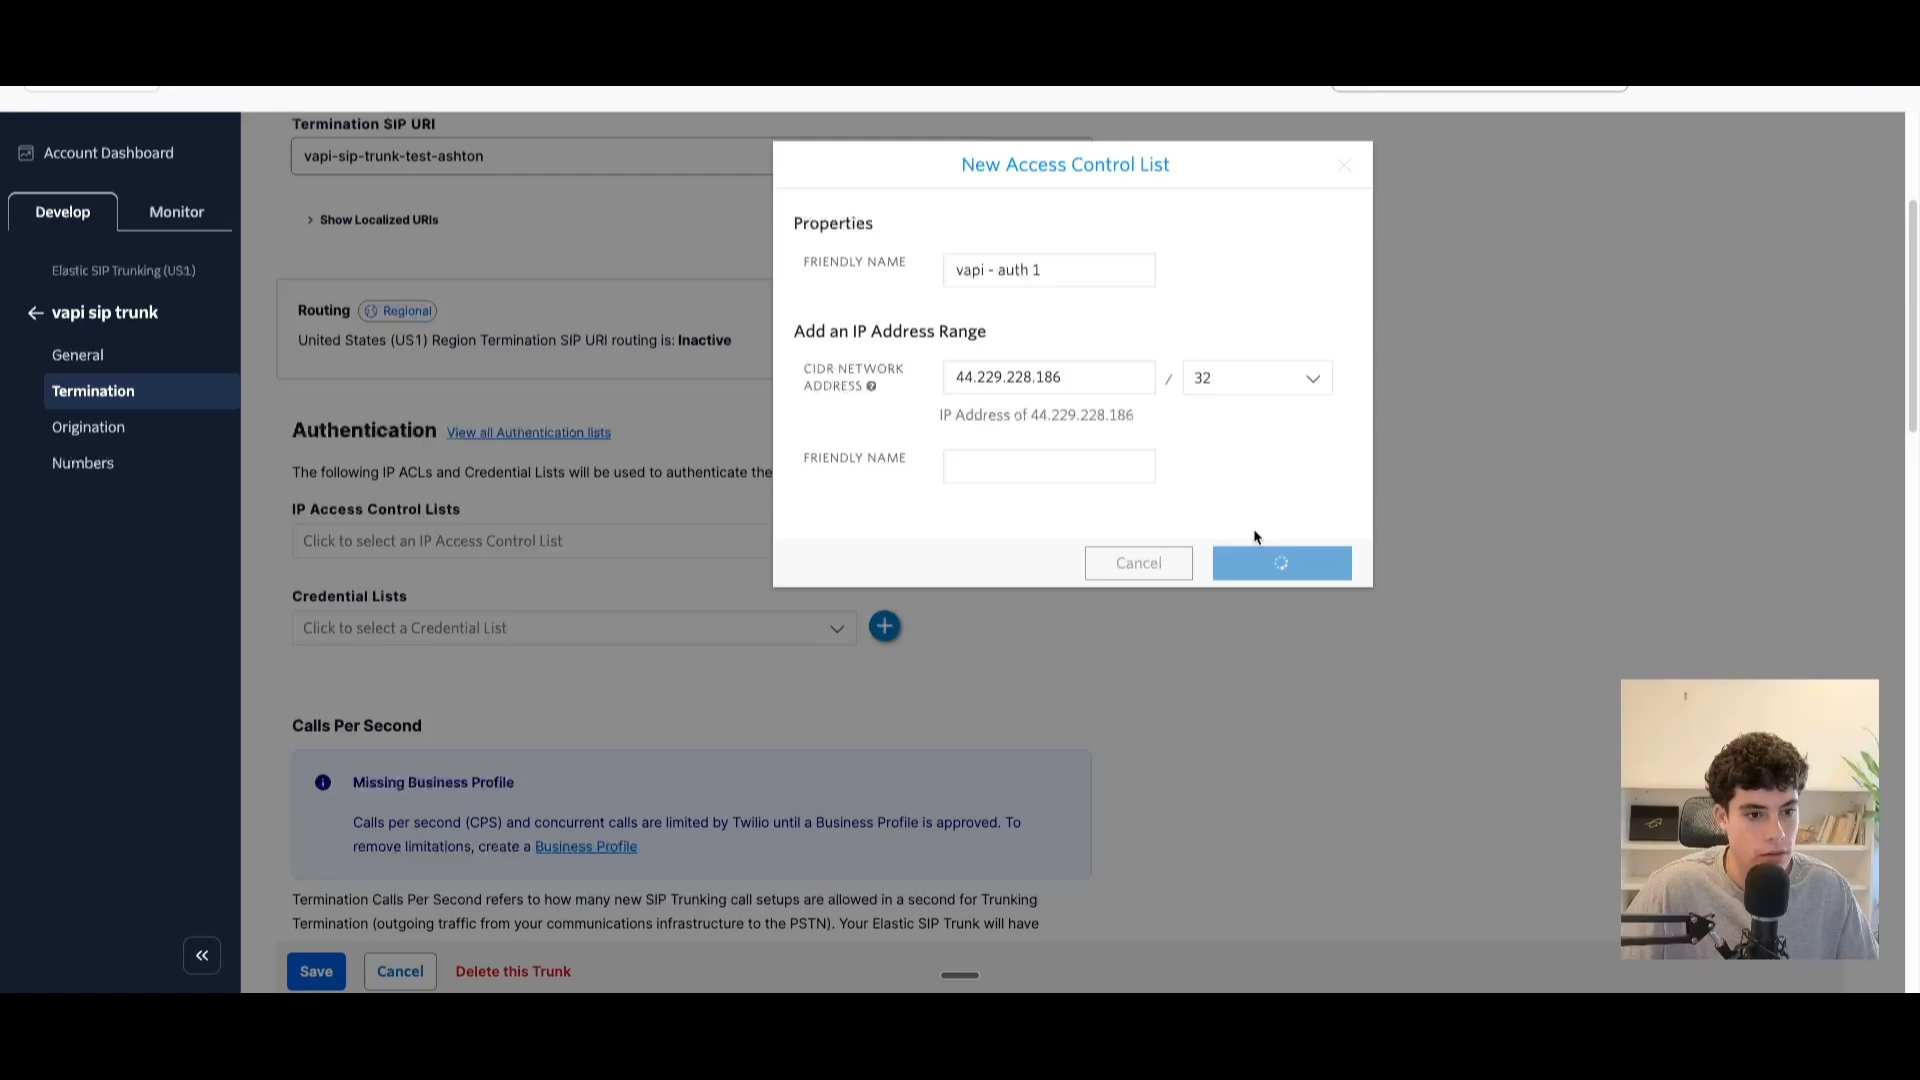 Account Dashboard
Develop
Monitor
Elastic SIP Trunking (US1)
vapi sip trunk
General
Termination
Origination
Numbers
Termination SIP URI
vapi-sip-trunk-test-ashton
Show Localized URIs
Routing Regional
United States (US1) Region Termination SIP URI routing is: Inactive
Authentication View all Authentication lists
The following IP ACLs and Credential Lists will be used to authenticate the
IP Access Control Lists
Click to select an IP Access Control List
Credential Lists
Click to select a Credential List
Calls Per Second
Missing Business Profile
Calls per second (CPS) and concurrent calls are limited by Twilio until a Business Profile is approved. To
remove limitations, create a Business Profile
Termination Calls Per Second refers to how many new SIP Trunking call setups are allowed in a second for Trunking
Termination (outgoing traffic from your communications infrastructure to the PSTN). Your Elastic SIP Trunk will have
Save
Cancel
Delete this Trunk
New Access Control List
Properties
FRIENDLY NAME
vapi - auth 1
Add an IP Address Range
CIDR NETWORK
ADDRESS
44.229.228.186
/
32
IP Address of 44.229.228.186
FRIENDLY NAME
Cancel